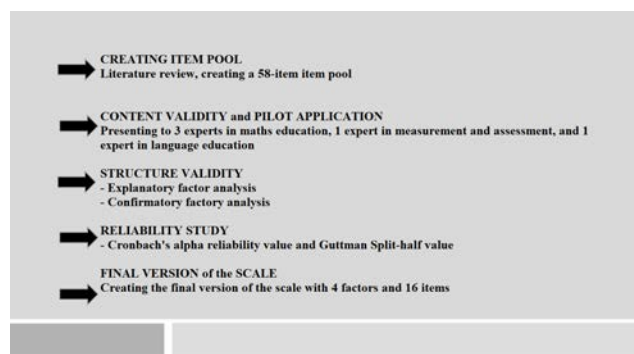 CREATING ITEM POOL
Literature review, creating a 58-item item pool
CONTENT VALIDITY and PILOT APPLICATION
Presenting to 3 experts in maths education, 1 expert in measurement and assessment, and 1
expert in language education
STRUCTURE VALIDITY
- Explanatory factor analysis
- Confirmatory factory analysis
RELIABILITY STUDY
- Cronbach's alpha reliability value and Guttman Split-half value
FINAL VERSION of the SCALE
Creating the final version of the scale with 4 factors and 16 items